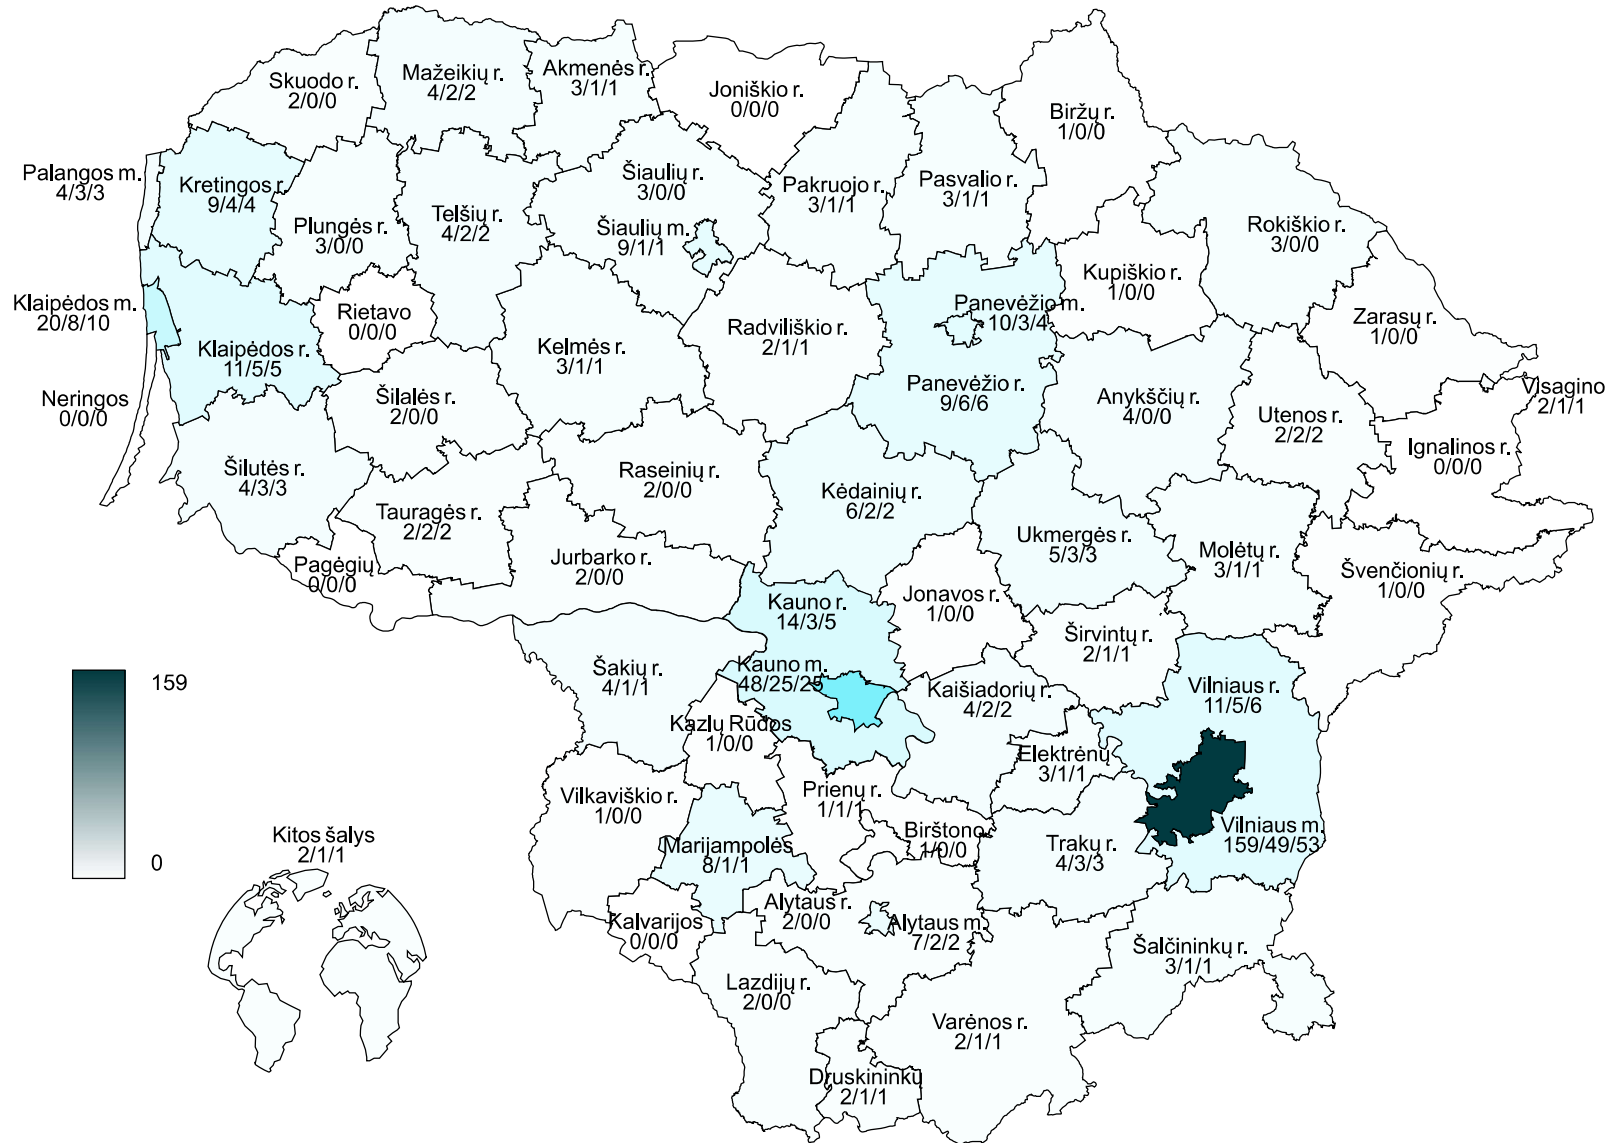 Skuodo r.
2/0/0
Mažeikių r.
4/2/2
Akmenės r.
3/1/1
Joniškio r.
0/0/0
Biržų r.
1/0/0
Palangos m.
4/3/3
Kretingos r.
9/4/4
Plungės r.
3/0/0
Telšių r.
4/2/2
Šiaulių r.
3/0/0
Šiaulių m.
9/1/1
Pakruojo r.
3/1/1
Pasvalio r.
3/1/1
Rokiškio r.
3/0/0
Klaipėdos m.
20/8/10
Klaipėdos r.
11/5/5
Rietavo
0/0/0
Kelmės r.
3/1/1
Radviliškio r.
2/1/1
Panevėžio m.
10/3/4
Panevėžio r.
9/6/6
Kupiškio r.
1/0/0
Zarasų r.
1/0/0
Neringos
0/0/0
Šilalės r.
2/0/0
Anykščių r.
4/0/0
Utenos r.
2/2/2
Visagino
2/1/1
Ignalinos r.
0/0/0
Šilutės r.
4/3/3
Tauragės r.
2/2/2
Raseinių r.
2/0/0
Kėdainių r.
6/2/2
Ukmergės r.
5/3/3
Molėtų r.
3/1/1
Švenčionių r.
1/0/0
Pagėgių
0/0/0
Jurbarko r.
2/0/0
Kauno r.
14/3/5
Jonavos r.
1/0/0
Širvintų r.
2/1/1
Šakių r.
4/1/1
Kauno m.
48/25/25
Kaišiadorių r.
4/2/2
Vilniaus r.
11/5/6
159
0
Kazlų Rūdos
1/0/0
Elektrėnų
3/1/1
Vilkaviškio r.
1/0/0
Prienų r.
1/1/1
Birštono
1/0/0
Trakų r.
4/3/3
Vilniaus m.
159/49/53
Kitos šalys
2/1/1
Marijampolės
8/1/1
Kalvarijos
0/0/0
Alytaus r.
2/0/0
Alytaus m.
7/2/2
Šalčininkų r.
3/1/1
Lazdijų r.
2/0/0
Varėnos r.
2/1/1
Druskininkų
2/1/1